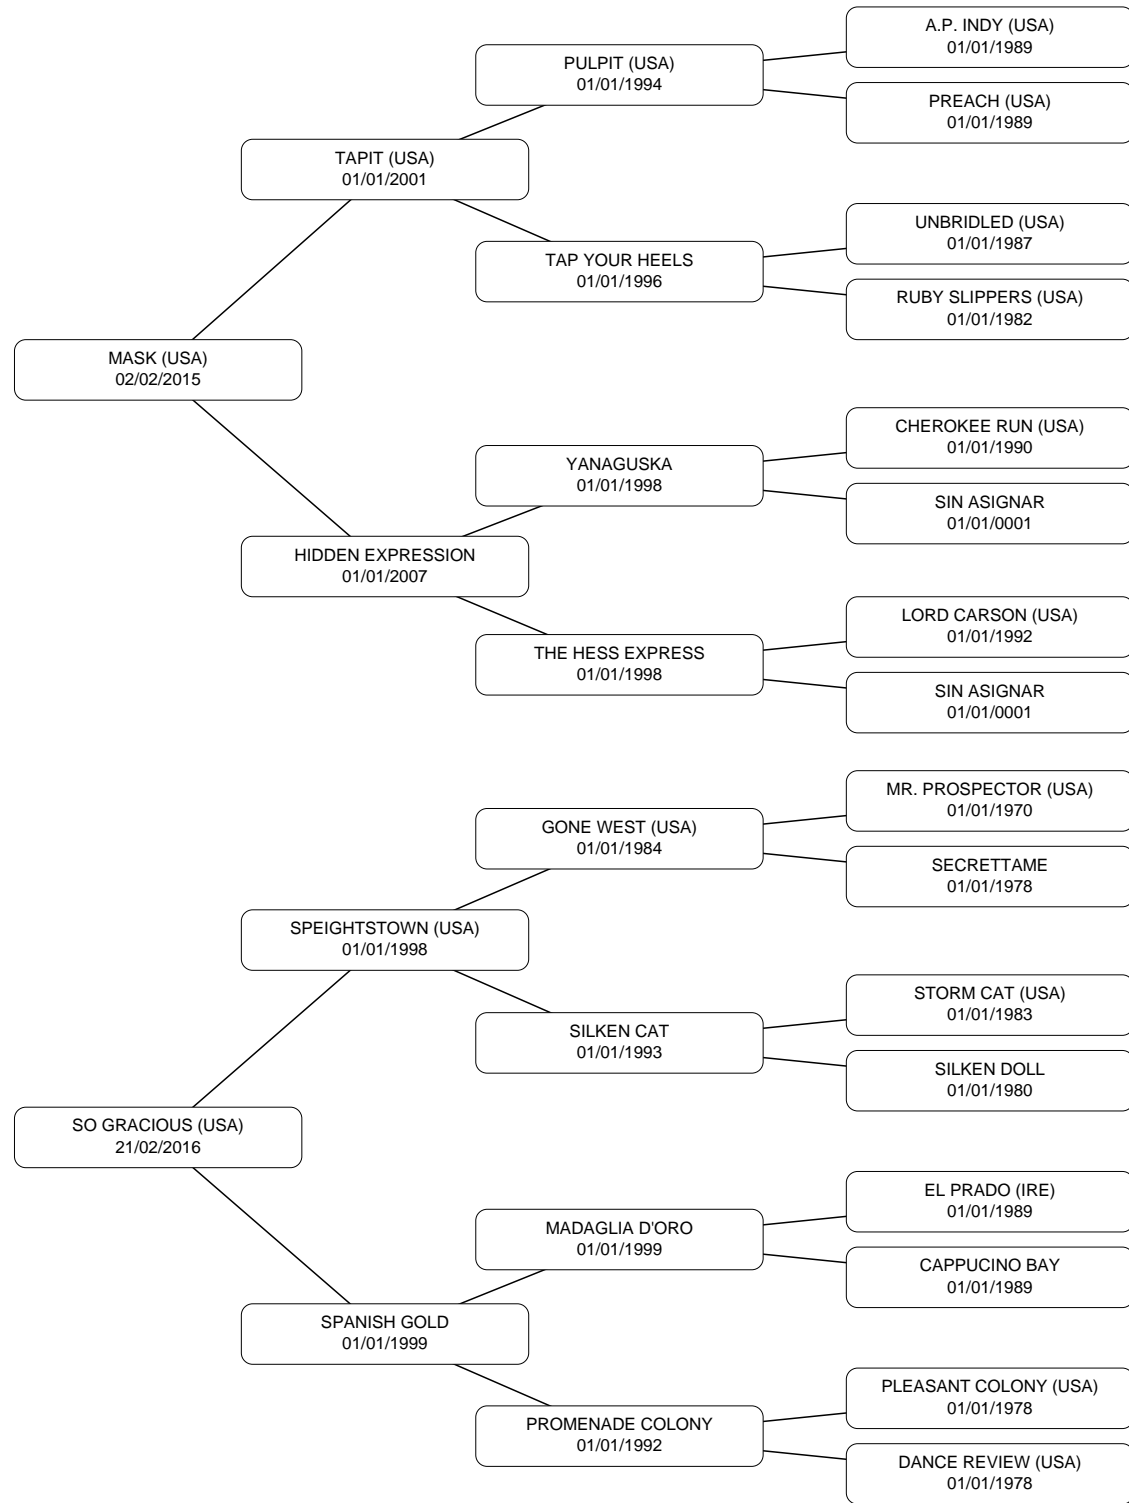 A.P. INDY (USA)
01/01/1989
PULPIT (USA)
01/01/1994
PREACH (USA)
01/01/1989
TAPIT (USA)
01/01/2001
UNBRIDLED (USA)
01/01/1987
TAP YOUR HEELS
01/01/1996
RUBY SLIPPERS (USA)
01/01/1982
MASK (USA)
02/02/2015
CHEROKEE RUN (USA)
01/01/1990
YANAGUSKA
01/01/1998
SIN ASIGNAR
01/01/0001
HIDDEN EXPRESSION
01/01/2007
LORD CARSON (USA)
01/01/1992
THE HESS EXPRESS
01/01/1998
SIN ASIGNAR
01/01/0001
MR. PROSPECTOR (USA)
01/01/1970
GONE WEST (USA)
01/01/1984
SECRETTAME
01/01/1978
SPEIGHTSTOWN (USA)
01/01/1998
STORM CAT (USA)
01/01/1983
SILKEN CAT
01/01/1993
SILKEN DOLL
01/01/1980
SO GRACIOUS (USA)
21/02/2016
EL PRADO (IRE)
01/01/1989
MADAGLIA D'ORO
01/01/1999
CAPPUCINO BAY
01/01/1989
SPANISH GOLD
01/01/1999
PLEASANT COLONY (USA)
01/01/1978
PROMENADE COLONY
01/01/1992
DANCE REVIEW (USA)
01/01/1978